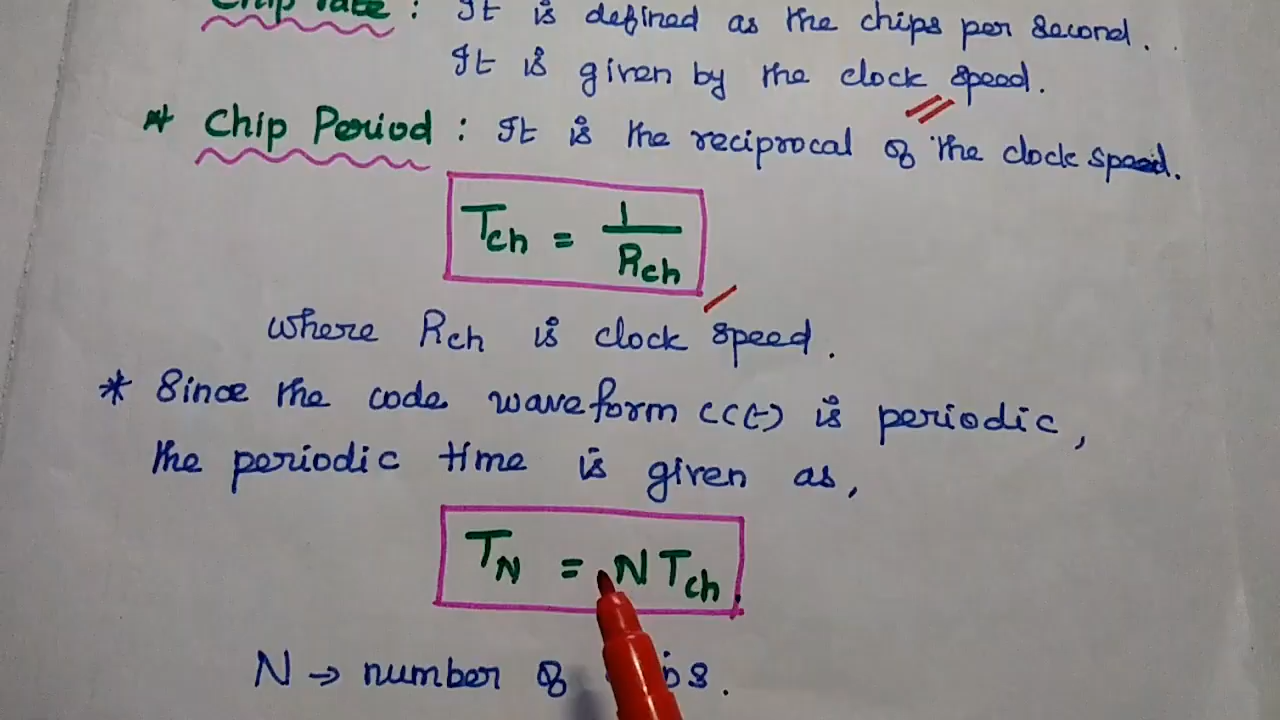 Chip rate : It is defined as the chips per second.
It is given by the clock speed.
* Chip Period : It is the reciprocal of the clock speed.
Tch = 1/Rch
where Rch is clock speed.
* Since the code waveform c(t) is periodic,
the periodic time is given as,
TN = NTch.
N → number of